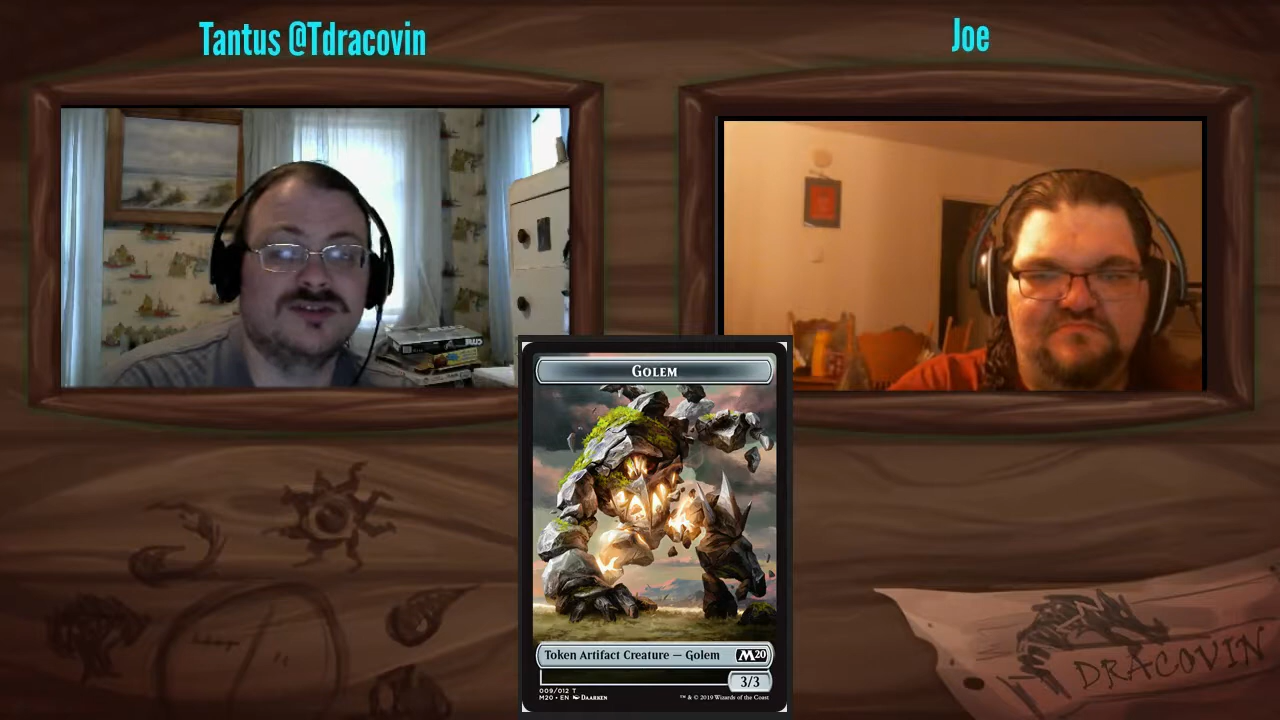 Tantus @Tdracovin
Joe
GOLEM
Token Artifact Creature — Golem
M20
3/3
009/012 T
M20 • EN DAARKEN
™ & © 2019 Wizards of the Coast
DRACOVIN